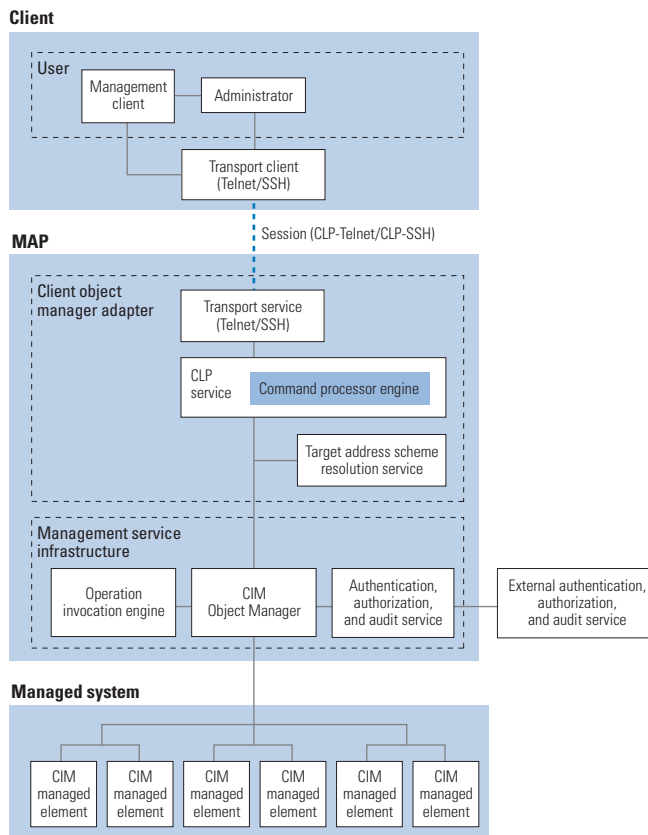 Client
User
Management
client
Administrator
Transport client
(Telnet/SSH)
Session (CLP-Telnet/CLP-SSH)
MAP
Client object
manager adapter
Transport service
(Telnet/SSH)
CLP
service
Command processor engine
Target address scheme
resolution service
Management service
infrastructure
Operation
invocation engine
CIM
Object Manager
Authentication,
authorization,
and audit service
External authentication,
authorization,
and audit service
Managed system
CIM
managed
element
CIM
managed
element
CIM
managed
element
CIM
managed
element
CIM
managed
element
CIM
managed
element